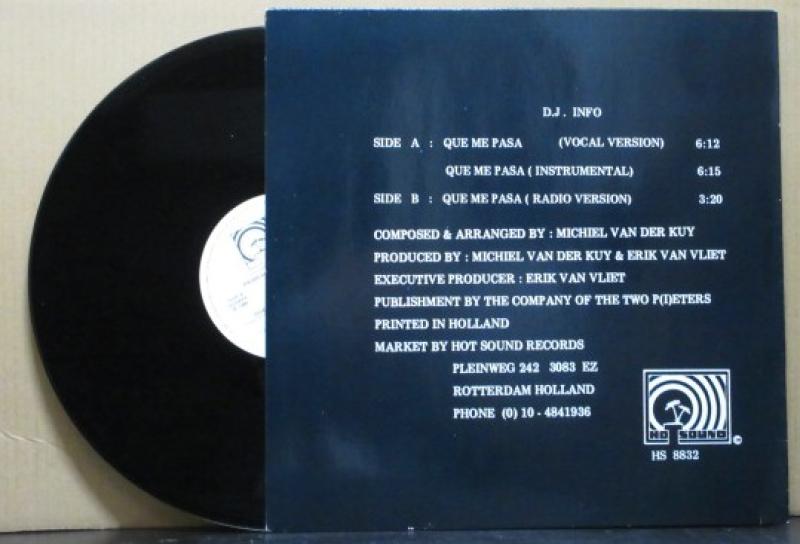 D.J. INFO
SIDE A : QUE ME PASA (VOCAL VERSION) 6:12
QUE ME PASA ( INSTRUMENTAL) 6:15
SIDE B : QUE ME PASA ( RADIO VERSION) 3:20
COMPOSED & ARRANGED BY : MICHIEL VAN DER KUY
PRODUCED BY : MICHIEL VAN DER KUY & ERIK VAN VLIET
EXECUTIVE PRODUCER : ERIK VAN VLIET
PUBLISHMENT BY THE COMPANY OF THE TWO P(I)ETERS
PRINTED IN HOLLAND
MARKET BY HOT SOUND RECORDS
PLEINWEG 242 3083 EZ
ROTTERDAM HOLLAND
PHONE (0) 10 - 4841936
HOT SOUND ©
HS 8832